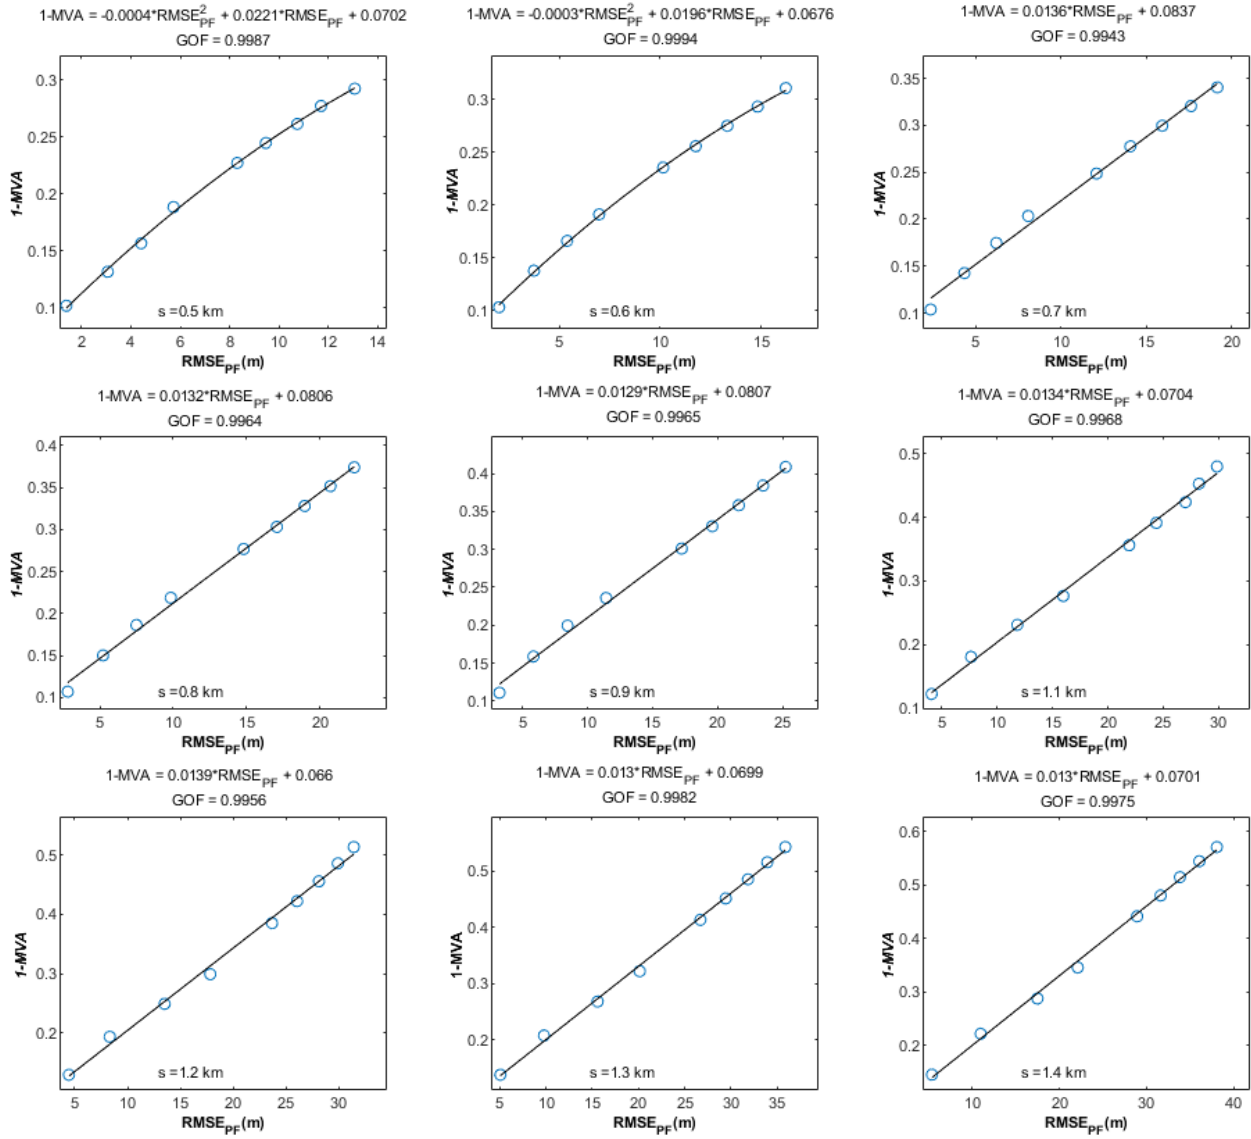 1-MVA = -0.0004*RMSE²PF + 0.0221*RMSEPF + 0.0702
GOF = 0.9987
0.3
0.25
0.2
0.15
0.1
1-MVA
s =0.5 km
2 4 6 8 10 12 14
RMSEPF(m)
1-MVA = -0.0003*RMSE²PF + 0.0196*RMSEPF + 0.0676
GOF = 0.9994
0.3
0.25
0.2
0.15
0.1
1-MVA
s =0.6 km
5 10 15
RMSEPF(m)
1-MVA = 0.0136*RMSEPF + 0.0837
GOF = 0.9943
0.35
0.3
0.25
0.2
0.15
0.1
1-MVA
s =0.7 km
5 10 15 20
RMSEPF(m)
1-MVA = 0.0132*RMSEPF + 0.0806
GOF = 0.9964
0.4
0.35
0.3
0.25
0.2
0.15
0.1
1-MVA
s =0.8 km
5 10 15 20
RMSEPF(m)
1-MVA = 0.0129*RMSEPF + 0.0807
GOF = 0.9965
0.4
0.35
0.3
0.25
0.2
0.15
0.1
1-MVA
s =0.9 km
5 10 15 20 25
RMSEPF(m)
1-MVA = 0.0134*RMSEPF + 0.0704
GOF = 0.9968
0.5
0.4
0.3
0.2
0.1
1-MVA
s =1.1 km
5 10 15 20 25 30
RMSEPF(m)
1-MVA = 0.0139*RMSEPF + 0.066
GOF = 0.9956
0.5
0.4
0.3
0.2
1-MVA
s =1.2 km
5 10 15 20 25 30
RMSEPF(m)
1-MVA = 0.013*RMSEPF + 0.0699
GOF = 0.9982
0.5
0.4
0.3
0.2
1-MVA
s =1.3 km
5 10 15 20 25 30 35
RMSEPF(m)
1-MVA = 0.013*RMSEPF + 0.0701
GOF = 0.9975
0.6
0.5
0.4
0.3
0.2
1-MVA
s =1.4 km
10 20 30 40
RMSEPF(m)